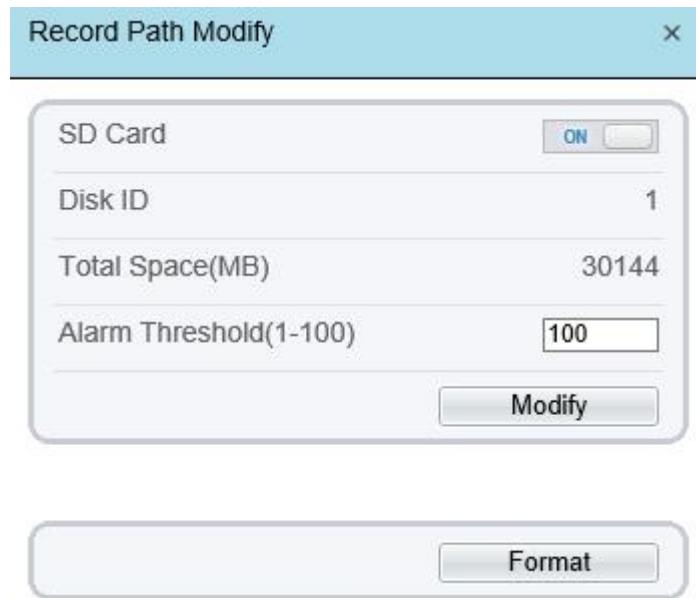 Record Path Modify ×
SD Card ON
Disk ID 1
Total Space(MB) 30144
Alarm Threshold(1-100) 100
Modify
Format